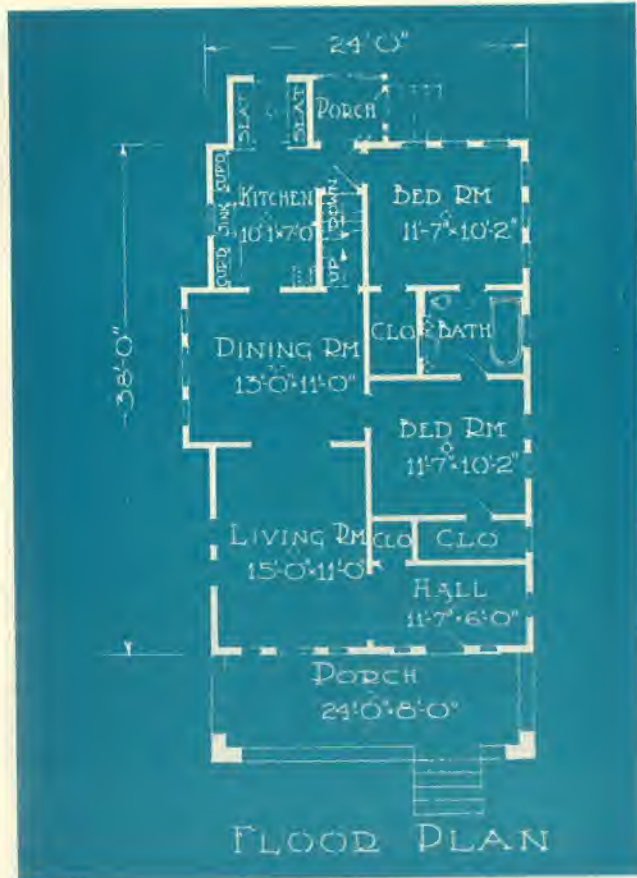 24'0"
SEAT
SEAT
PORCH
CUP'D
KITCHEN
10'-1"×7'-0"
SINK
CUP'D
DOWN
UP
BED RM
11'-7"×10'-2"
38'-0"
DINING RM
13'-0"×11'-0"
CLO
BATH
BED RM
11'-7"×10'-2"
LIVING RM
15'-0"×11'-0"
CLO
CLO
HALL
11'-7"×6'-0"
PORCH
24'-0"×8'-0"
FLOOR PLAN